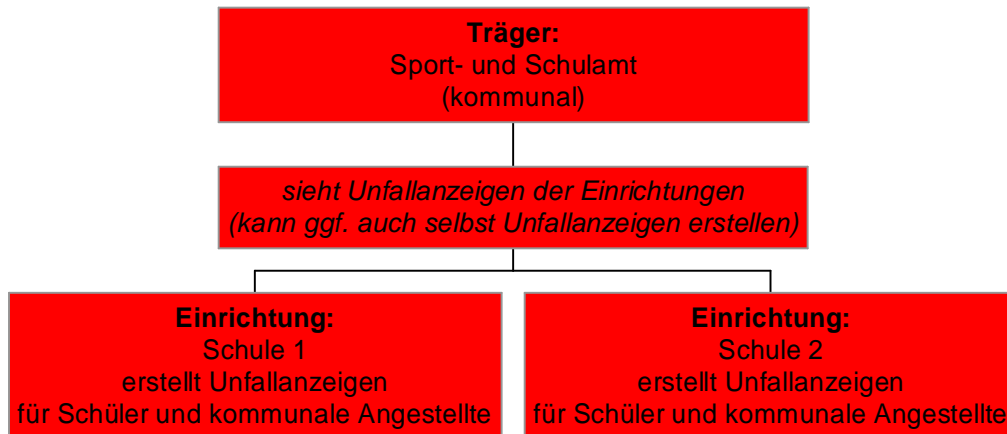 Träger:
Sport- und Schulamt
(kommunal)
sieht Unfallanzeigen der Einrichtungen
(kann ggf. auch selbst Unfallanzeigen erstellen)
Einrichtung:
Schule 1
erstellt Unfallanzeigen
für Schüler und kommunale Angestellte
Einrichtung:
Schule 2
erstellt Unfallanzeigen
für Schüler und kommunale Angestellte